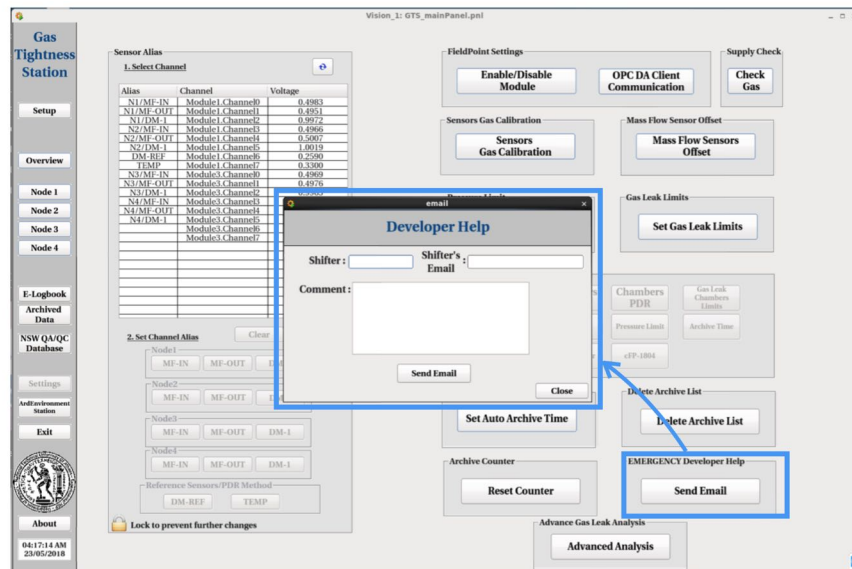 Vision_1: GTS_mainPanel.pnl
Gas
Tightness
Station
Setup
Overview
Node 1
Node 2
Node 3
Node 4
E-Logbook
Archived
Data
NSW QA/QC
Database
Settings
ArdEnvironment
Station
Exit
About
04:17:14 AM
23/05/2018
Sensor Alias
1. Select Channel
Alias Channel Voltage
N1/MF-IN Module1.Channel0 0.4983
N1/MF-OUT Module1.Channel1 0.4951
N1/DM-1 Module1.Channel2 0.9972
N2/MF-IN Module1.Channel3 0.4966
N2/MF-OUT Module1.Channel4 0.5007
N2/DM-1 Module1.Channel5 1.0019
DM-REF Module1.Channel6 0.2590
TEMP Module1.Channel7 0.3300
N3/MF-IN Module3.Channel0 0.4969
N3/MF-OUT Module3.Channel1 0.4976
N3/DM-1 Module3.Channel2
N4/MF-IN Module3.Channel3
N4/MF-OUT Module3.Channel4
N4/DM-1 Module3.Channel5
Module3.Channel6
Module3.Channel7
2. Set Channel Alias Clear
Node1
MF-IN MF-OUT
Node2
MF-IN MF-OUT
Node3
MF-IN MF-OUT DM-1
Node4
MF-IN MF-OUT DM-1
Reference Sensors/PDR Method
DM-REF TEMP
Lock to prevent further changes
email
Developer Help
Shifter :
Shifter's
Email :
Comment :
Send Email
Close
FieldPoint Settings
Enable/Disable
Module
OPC DA Client
Communication
Supply Check
Check
Gas
Sensors Gas Calibration
Sensors
Gas Calibration
Mass Flow Sensor Offset
Mass Flow Sensors
Offset
Gas Leak Limits
Set Gas Leak Limits
Chambers
PDR
Gas Leak
Chambers
Limits
Pressure Limit
Archive Time
cFP-1804
Set Auto Archive Time
Delete Archive List
Delete Archive List
Archive Counter
Reset Counter
EMERGENCY Developer Help
Send Email
Advance Gas Leak Analysis
Advanced Analysis